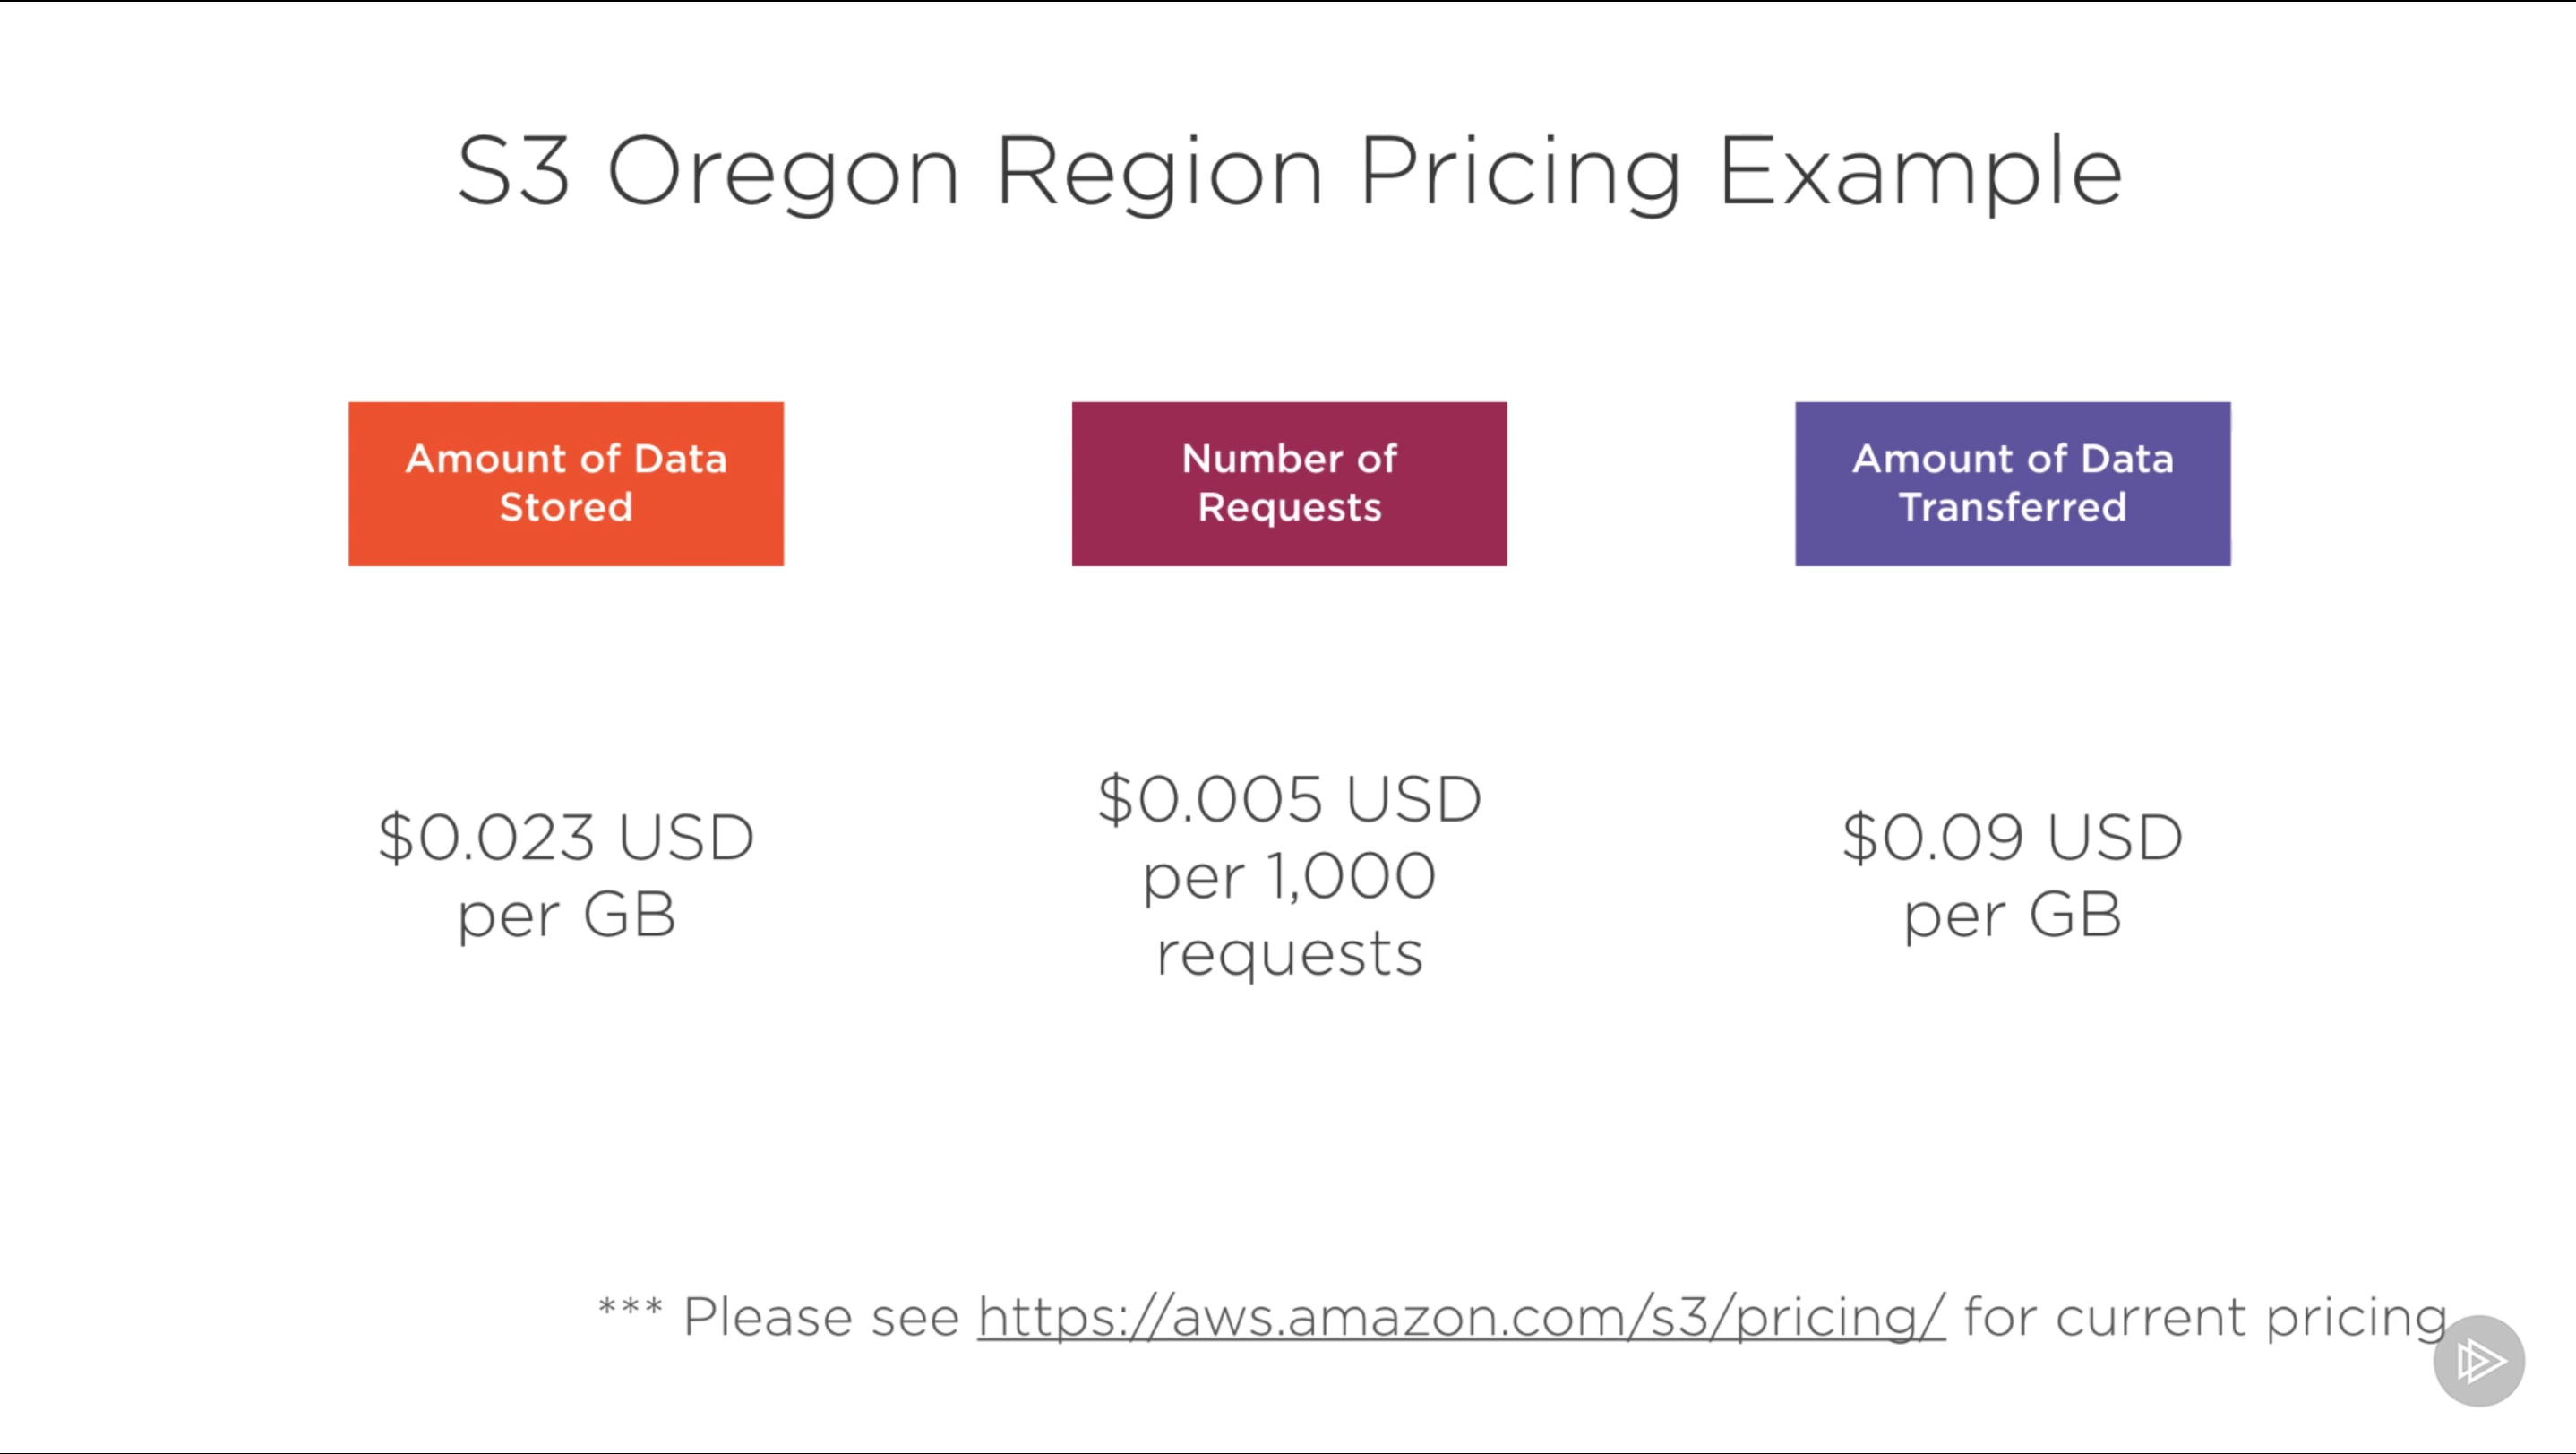 S3 Oregon Region Pricing Example
Amount of Data
Stored
Number of
Requests
Amount of Data
Transferred
$0.023 USD
per GB
$0.005 USD
per 1,000
requests
$0.09 USD
per GB
*** Please see https://aws.amazon.com/s3/pricing/ for current pricing